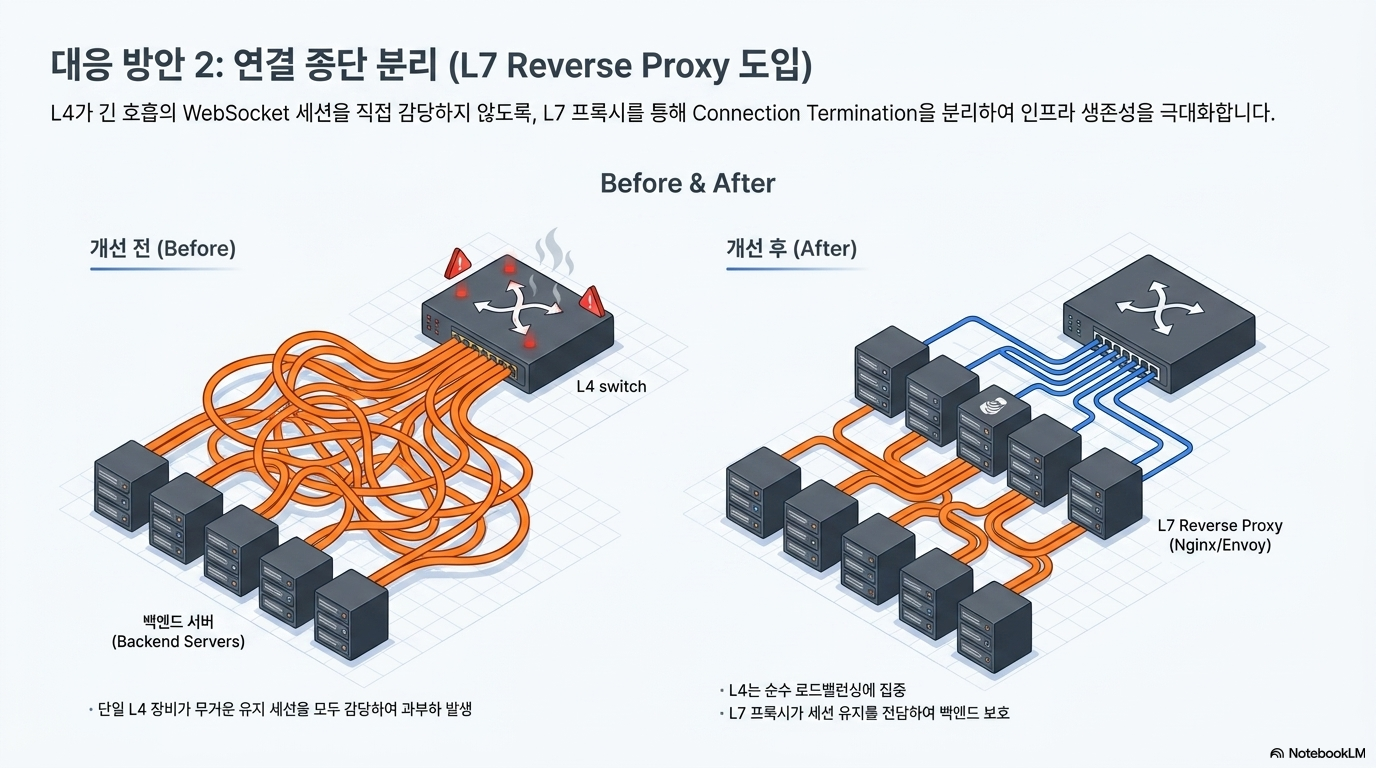 대응 방안 2: 연결 종단 분리 (L7 Reverse Proxy 도입)
L4가 긴 호흡의 WebSocket 세션을 직접 감당하지 않도록, L7 프록시를 통해 Connection Termination을 분리하여 인프라 생존성을 극대화합니다.
Before & After
개선 전 (Before)
L4 switch
백엔드 서버
(Backend Servers)
· 단일 L4 장비가 무거운 유지 세션을 모두 감당하여 과부하 발생
개선 후 (After)
L7 Reverse Proxy
(Nginx/Envoy)
· L4는 순수 로드밸런싱에 집중
· L7 프록시가 세션 유지를 전담하여 빽엔드 보호
NotebookLM